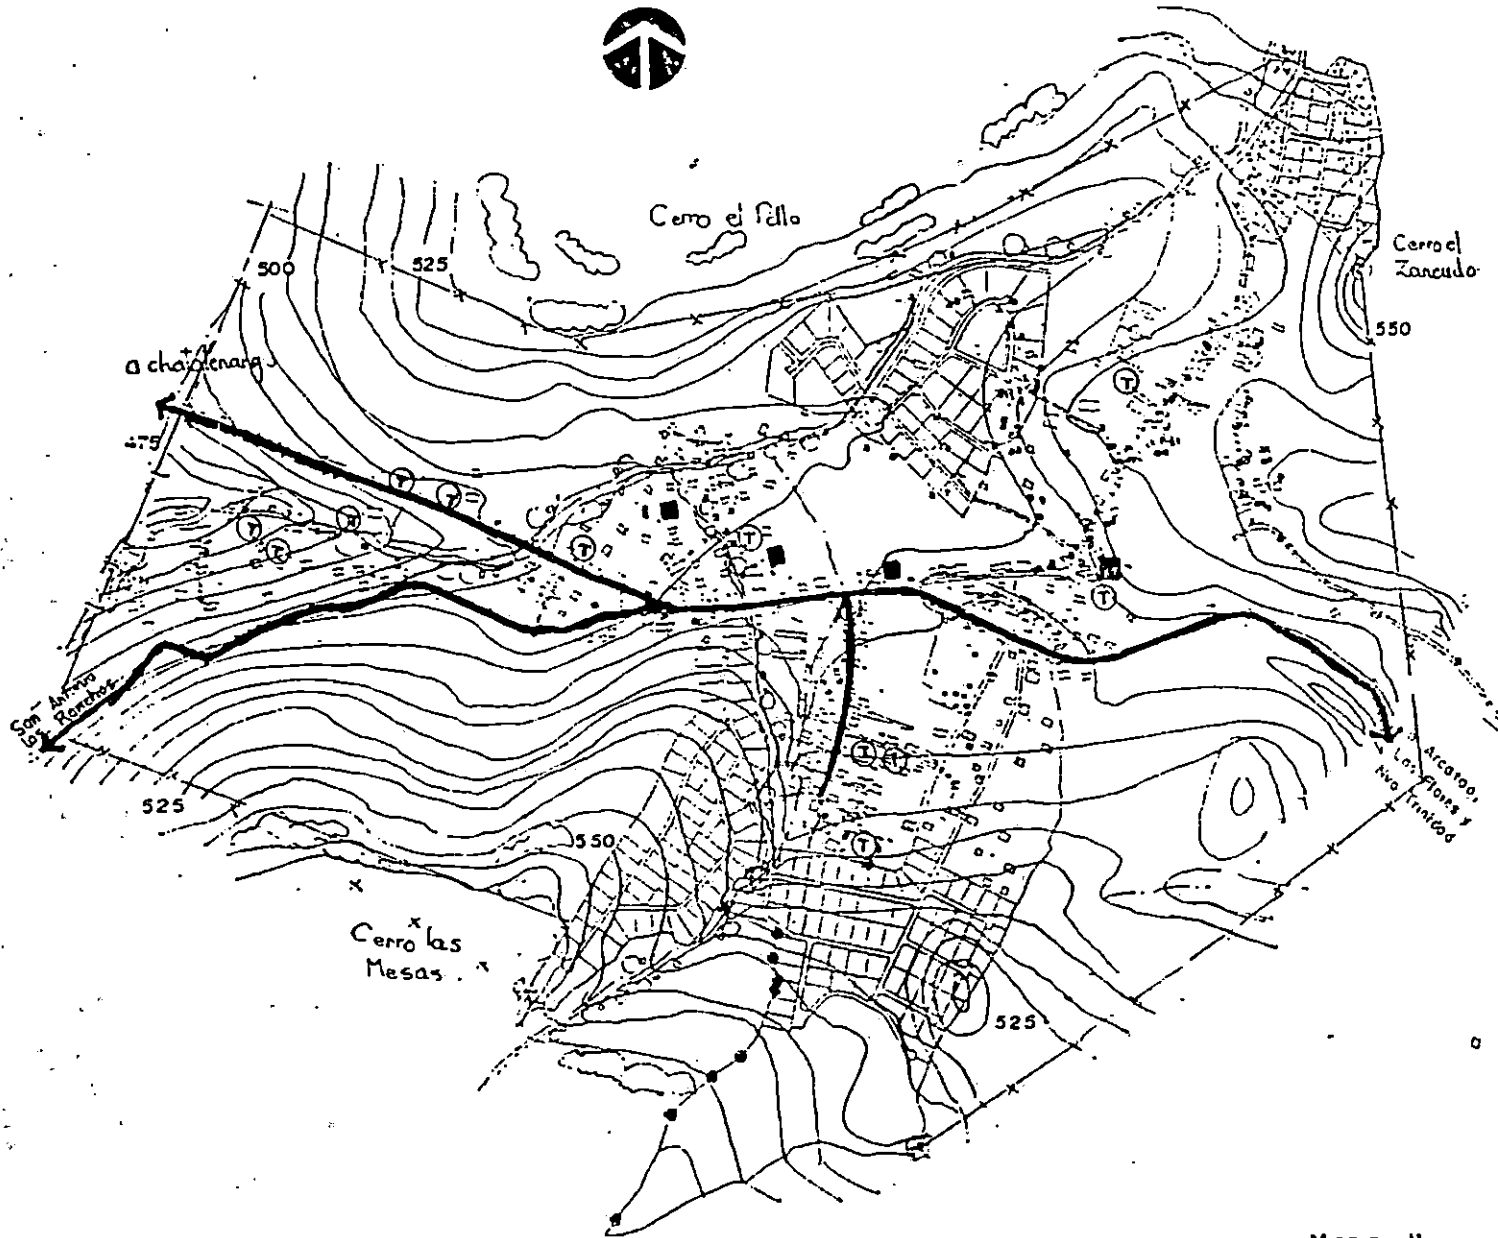 Cerro el Pillo
Cerro el
Zancudo
500
525
550
a chalatenango
475
T
T
T
T
T
T
T
T
T
San Antonio
Los Ranchos
T
T
T
Arcatao,
Las Flores y
Nva Trinidad
525
550
Cerro las
Mesas.
525